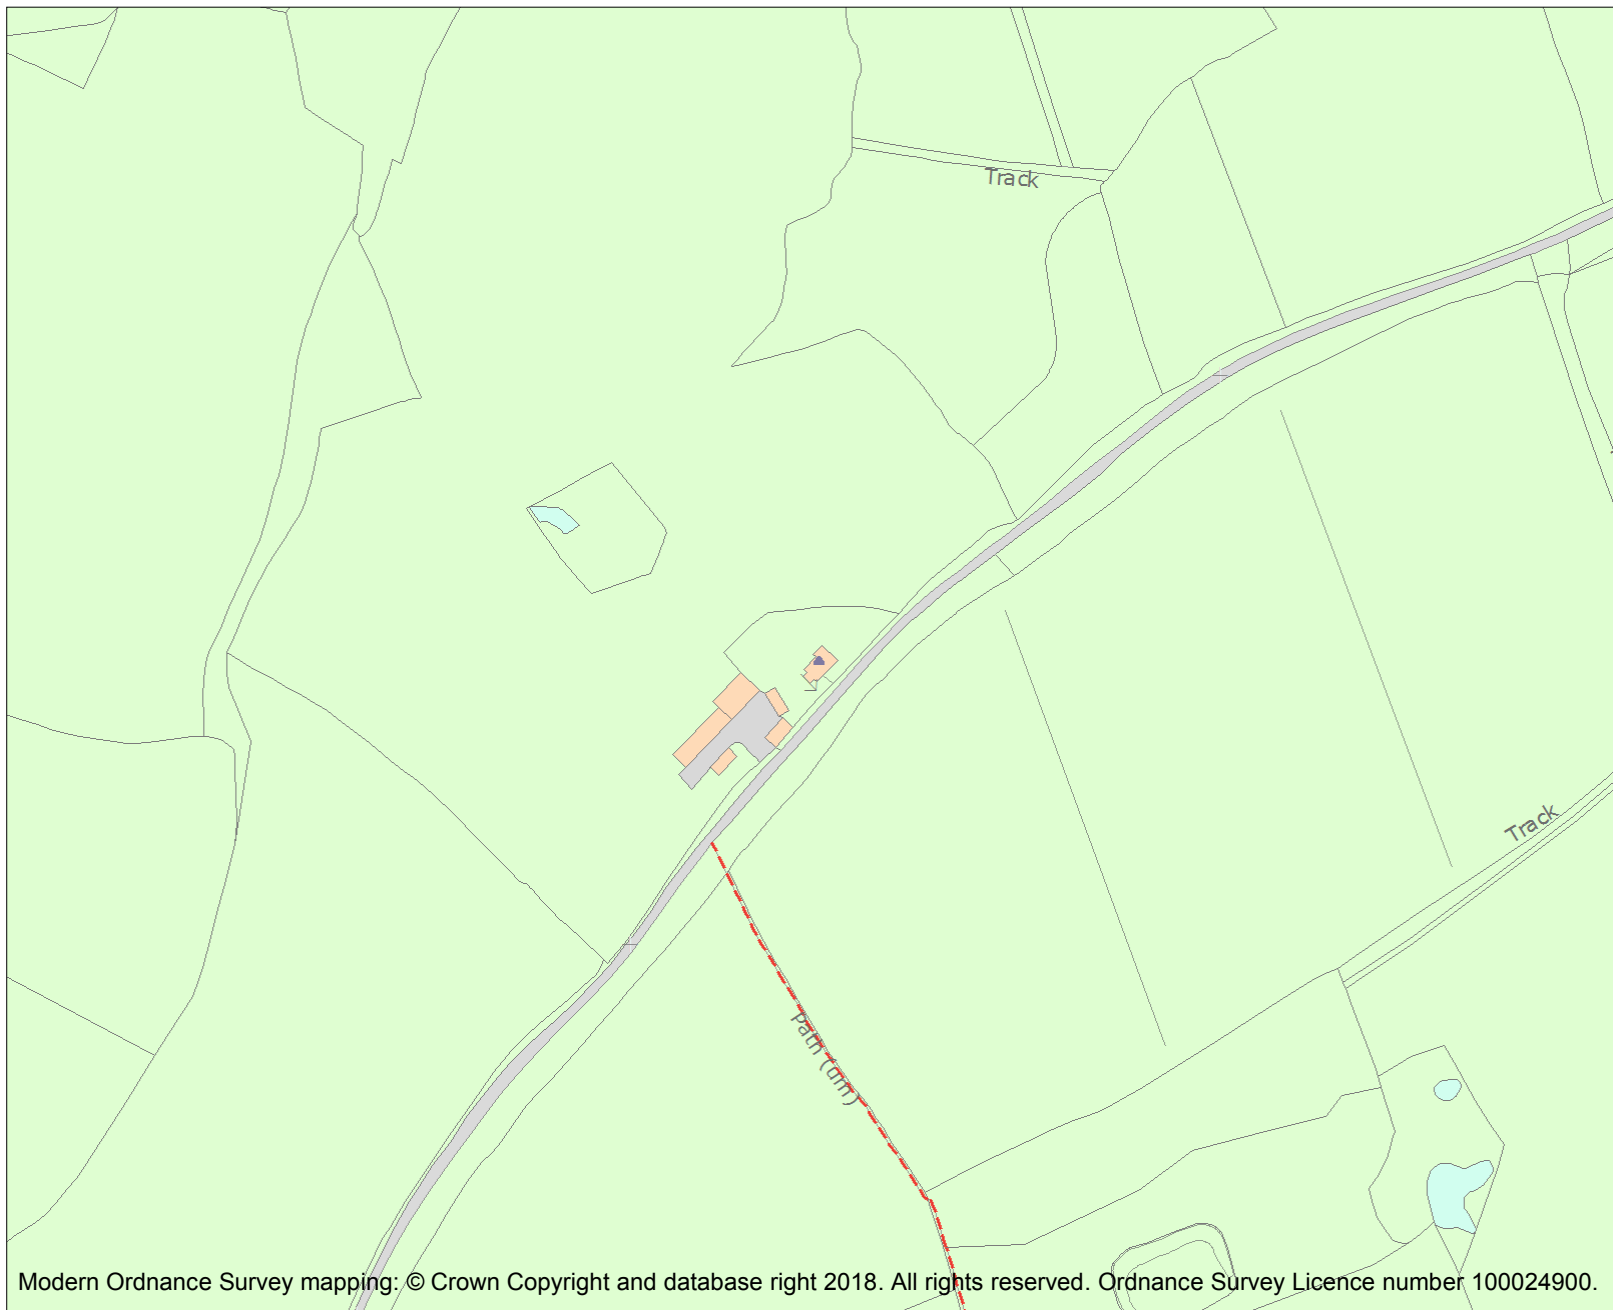 Track
Track
Path (um)
Modern Ordnance Survey mapping: © Crown Copyright and database right 2018. All rights reserved. Ordnance Survey Licence number 100024900.